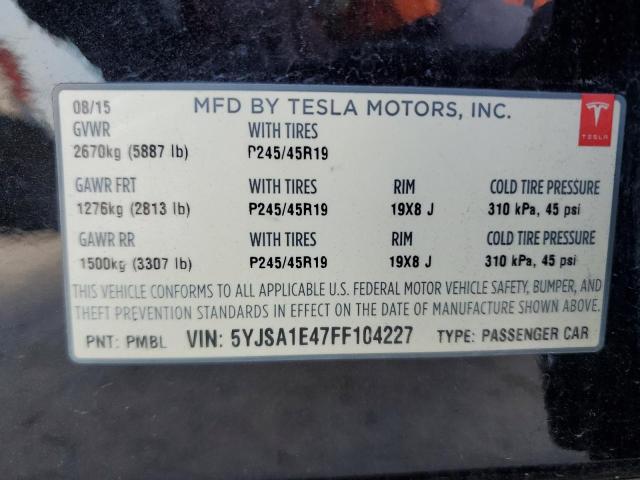 08/15 MFD BY TESLA MOTORS, INC.
TESLA
GVWR WITH TIRES
2670kg (5887 lb) P245/45R19
GAWR FRT WITH TIRES RIM COLD TIRE PRESSURE
1276kg (2813 lb) P245/45R19 19X8 J 310 kPa, 45 psi
GAWR RR WITH TIRES RIM COLD TIRE PRESSURE
1500kg (3307 lb) P245/45R19 19X8 J 310 kPa, 45 psi
THIS VEHICLE CONFORMS TO ALL APPLICABLE U.S. FEDERAL MOTOR VEHICLE SAFETY, BUMPER, AND
THEFT PREVENTION STANDARDS IN EFFECT ON THE DATE OF MANUFACTURE SHOWN ABOVE.
PNT: PMBL VIN: 5YJSA1E47FF104227 TYPE: PASSENGER CAR